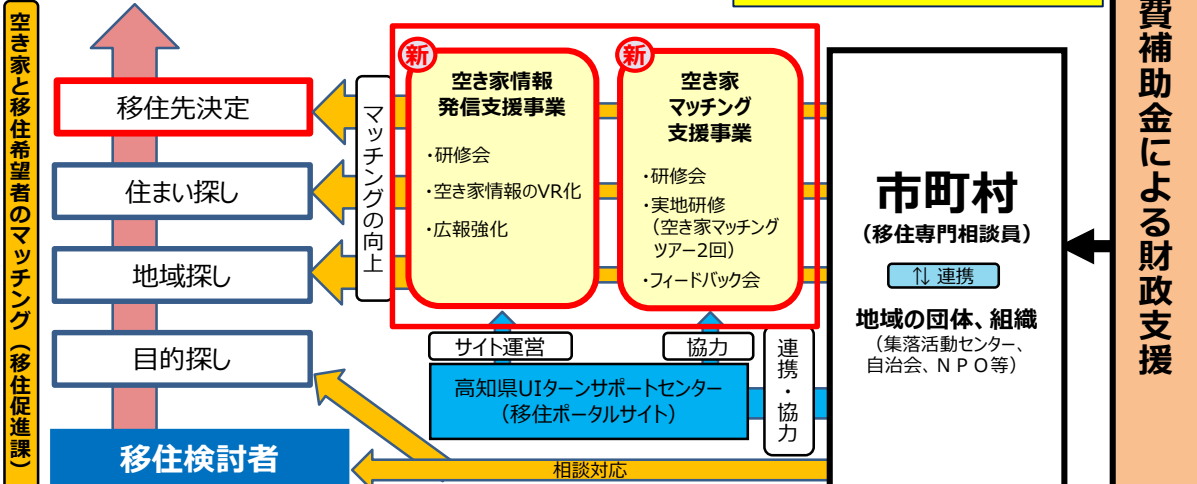 空き家と移住希望者のマッチング（移住促進課）
移住先決定
住まい探し
地域探し
目的探し
移住検討者
マッチングの向上
新
空き家情報
発信支援事業
・研修会
・空き家情報のVR化
・広報強化
新
空き家
マッチング
支援事業
・研修会
・実地研修
（空き家マッチング
ツアー2回）
・フィードバック会
サイト運営
協力
高知県UIターンサポートセンター
（移住ポータルサイト）
連携・協力
相談対応
市町村
（移住専門相談員）
⇅ 連携
地域の団体、組織
（集落活動センター、
自治会、ＮＰＯ等）
費補助金による財政支援